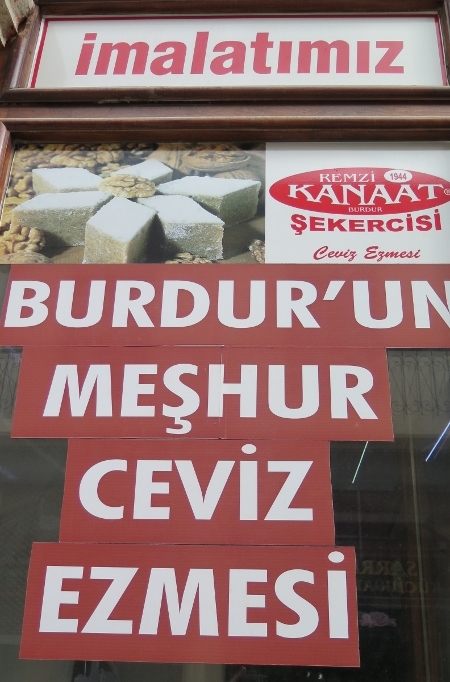 imalatımız
REMZİ 1944
KANAAT®
BURDUR
ŞEKERCİSİ
Ceviz Ezmesi
BURDUR'UN
MEŞHUR
CEVİZ
EZMESİ